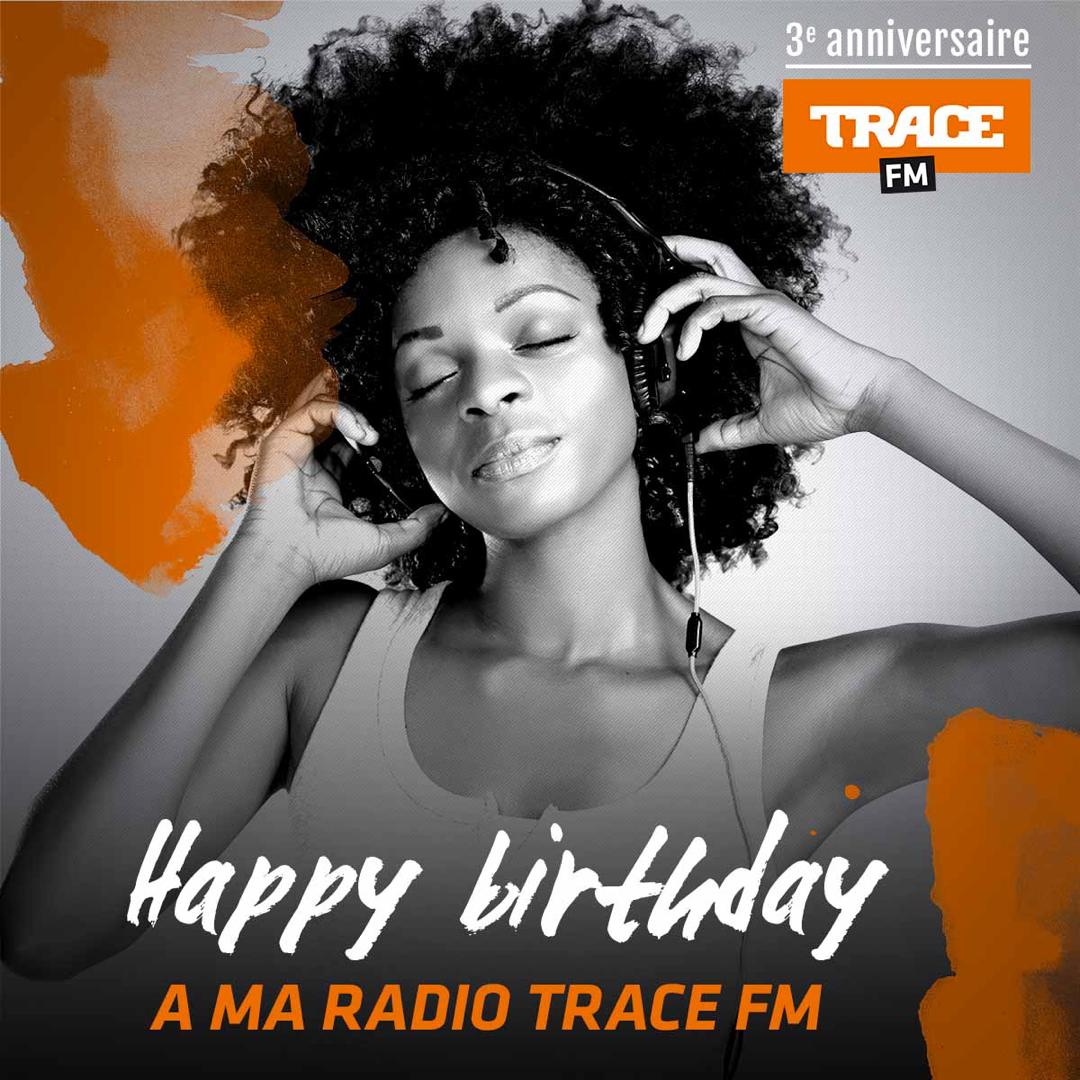 3e anniversaire
TRACE
FM
Happy birthday
A MA RADIO TRACE FM